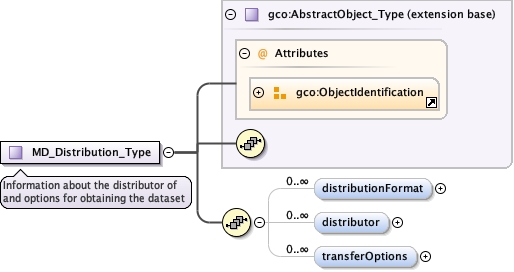 gco:AbstractObject_Type (extension base)
@ Attributes
gco:ObjectIdentification
MD_Distribution_Type
Information about the distributor of
and options for obtaining the dataset
0..∞
distributionFormat
0..∞
distributor
0..∞
transferOptions